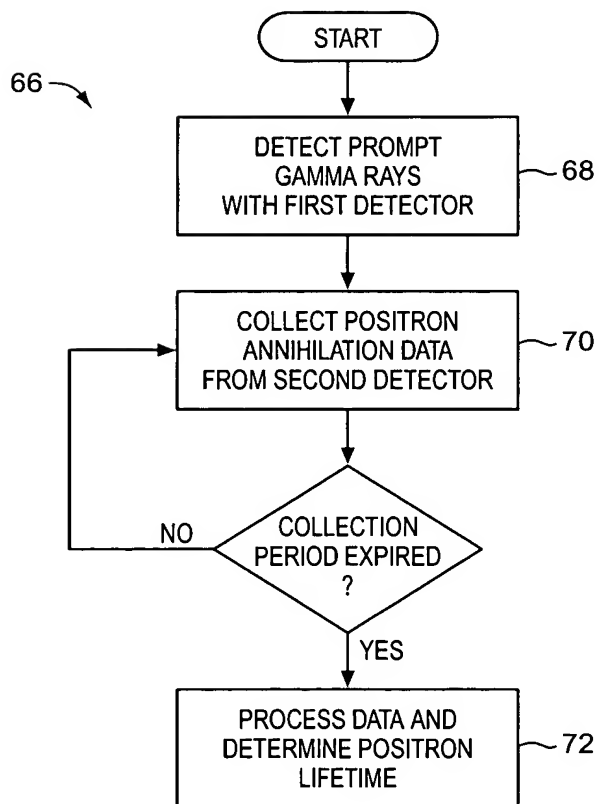 START
66
DETECT PROMPT
GAMMA RAYS
WITH FIRST DETECTOR
68
COLLECT POSITRON
ANNIHILATION DATA
FROM SECOND DETECTOR
70
NO
COLLECTION
PERIOD EXPIRED
?
YES
PROCESS DATA AND
DETERMINE POSITRON
LIFETIME
72